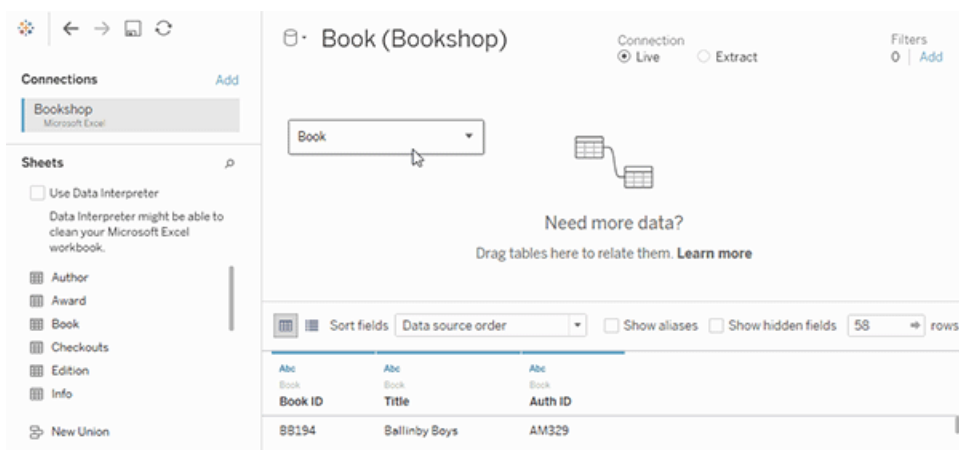 Book (Bookshop)
Connection
Live
Extract
Filters
0 | Add
Connections
Add
Bookshop
Microsoft Excel
Sheets
Use Data Interpreter
Data Interpreter might be able to
clean your Microsoft Excel
workbook.
Author
Award
Book
Checkouts
Edition
Info
New Union
Book
Need more data?
Drag tables here to relate them. Learn more
Sort fields
Data source order
Show aliases
Show hidden fields
58
rows
Abc
Abc
Abc
Book
Book
Book
Book ID
Title
Auth ID
BB194
Ballinby Boys
AM329